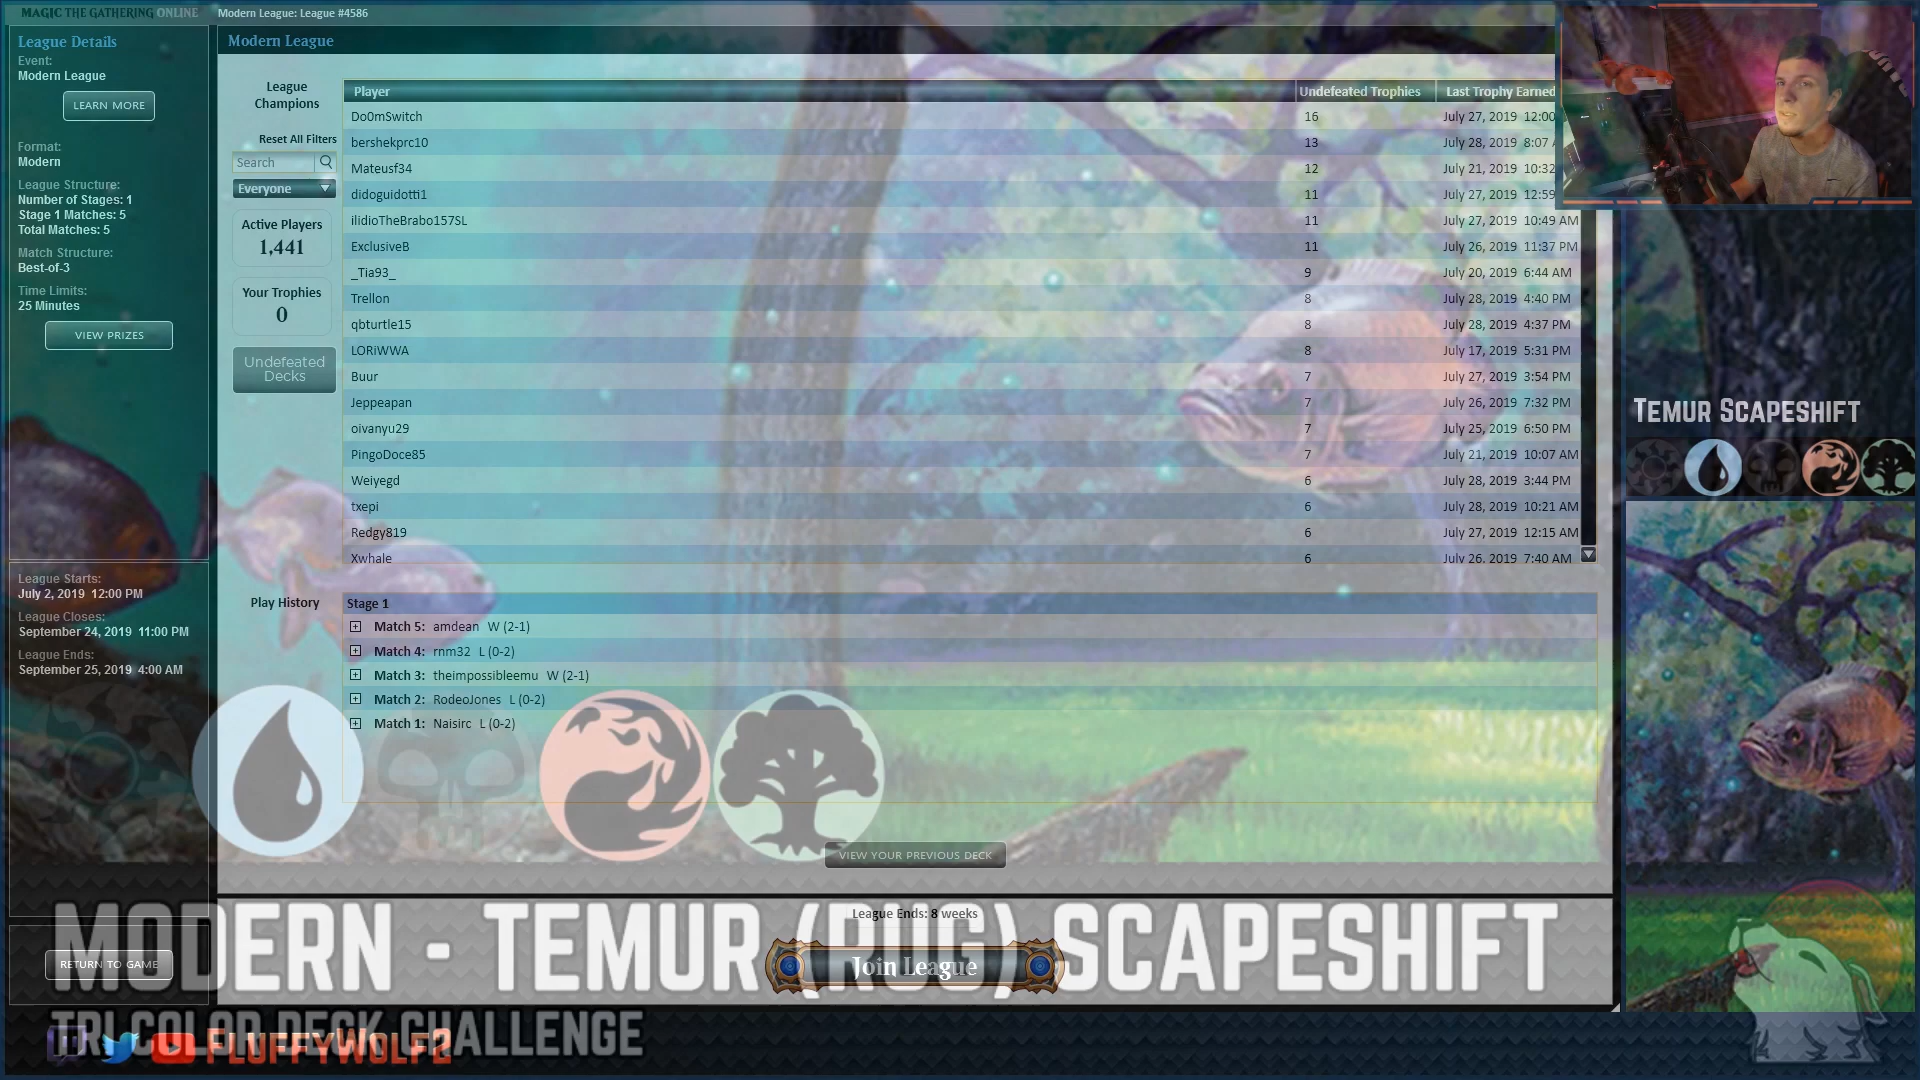 MAGIC THE GATHERING ONLINE
Modern League: League #4586
League Details
Event:
Modern League
LEARN MORE
Format:
Modern
League Structure:
Number of Stages: 1
Stage 1 Matches: 5
Total Matches: 5
Match Structure:
Best-of-3
Time Limits:
25 Minutes
VIEW PRIZES
League Starts:
July 2, 2019 12:00 PM
League Closes:
September 24, 2019 11:00 PM
League Ends:
September 25, 2019 4:00 AM
RETURN TO GAME
Modern League
League Champions
Reset All Filters
Search
Everyone
Active Players
1,441
Your Trophies
0
Undefeated Decks
Player Undefeated Trophies Last Trophy Earned
Do0mSwitch 16 July 27, 2019 12:00
bershekprc10 13 July 28, 2019 8:07
Mateusf34 12 July 21, 2019 10:32
didoguidotti1 11 July 27, 2019 12:59
ilidioTheBrabo157SL 11 July 27, 2019 10:49 AM
ExclusiveB 11 July 26, 2019 11:37 PM
_Tia93_ 9 July 20, 2019 6:44 AM
Trellon 8 July 28, 2019 4:40 PM
qbturtle15 8 July 28, 2019 4:37 PM
LORiWWA 8 July 17, 2019 5:31 PM
Buur 7 July 27, 2019 3:54 PM
Jeppeapan 7 July 26, 2019 7:32 PM
oivanyu29 7 July 25, 2019 6:50 PM
PingoDoce85 7 July 21, 2019 10:07 AM
Weiyegd 6 July 28, 2019 3:44 PM
txepi 6 July 28, 2019 10:21 AM
Redgy819 6 July 27, 2019 12:15 AM
Xwhale 6 July 26, 2019 7:40 AM
Play History
Stage 1
Match 5: amdean W (2-1)
Match 4: rnm32 L (0-2)
Match 3: theimpossibleemu W (2-1)
Match 2: RodeoJones L (0-2)
Match 1: Naisirc L (0-2)
VIEW YOUR PREVIOUS DECK
League Ends: 8 weeks
Join League
TEMUR SCAPESHIFT
MODERN - TEMUR (RUG) SCAPESHIFT
TRI COLOR DECK CHALLENGE
FLUFFYWOLF2